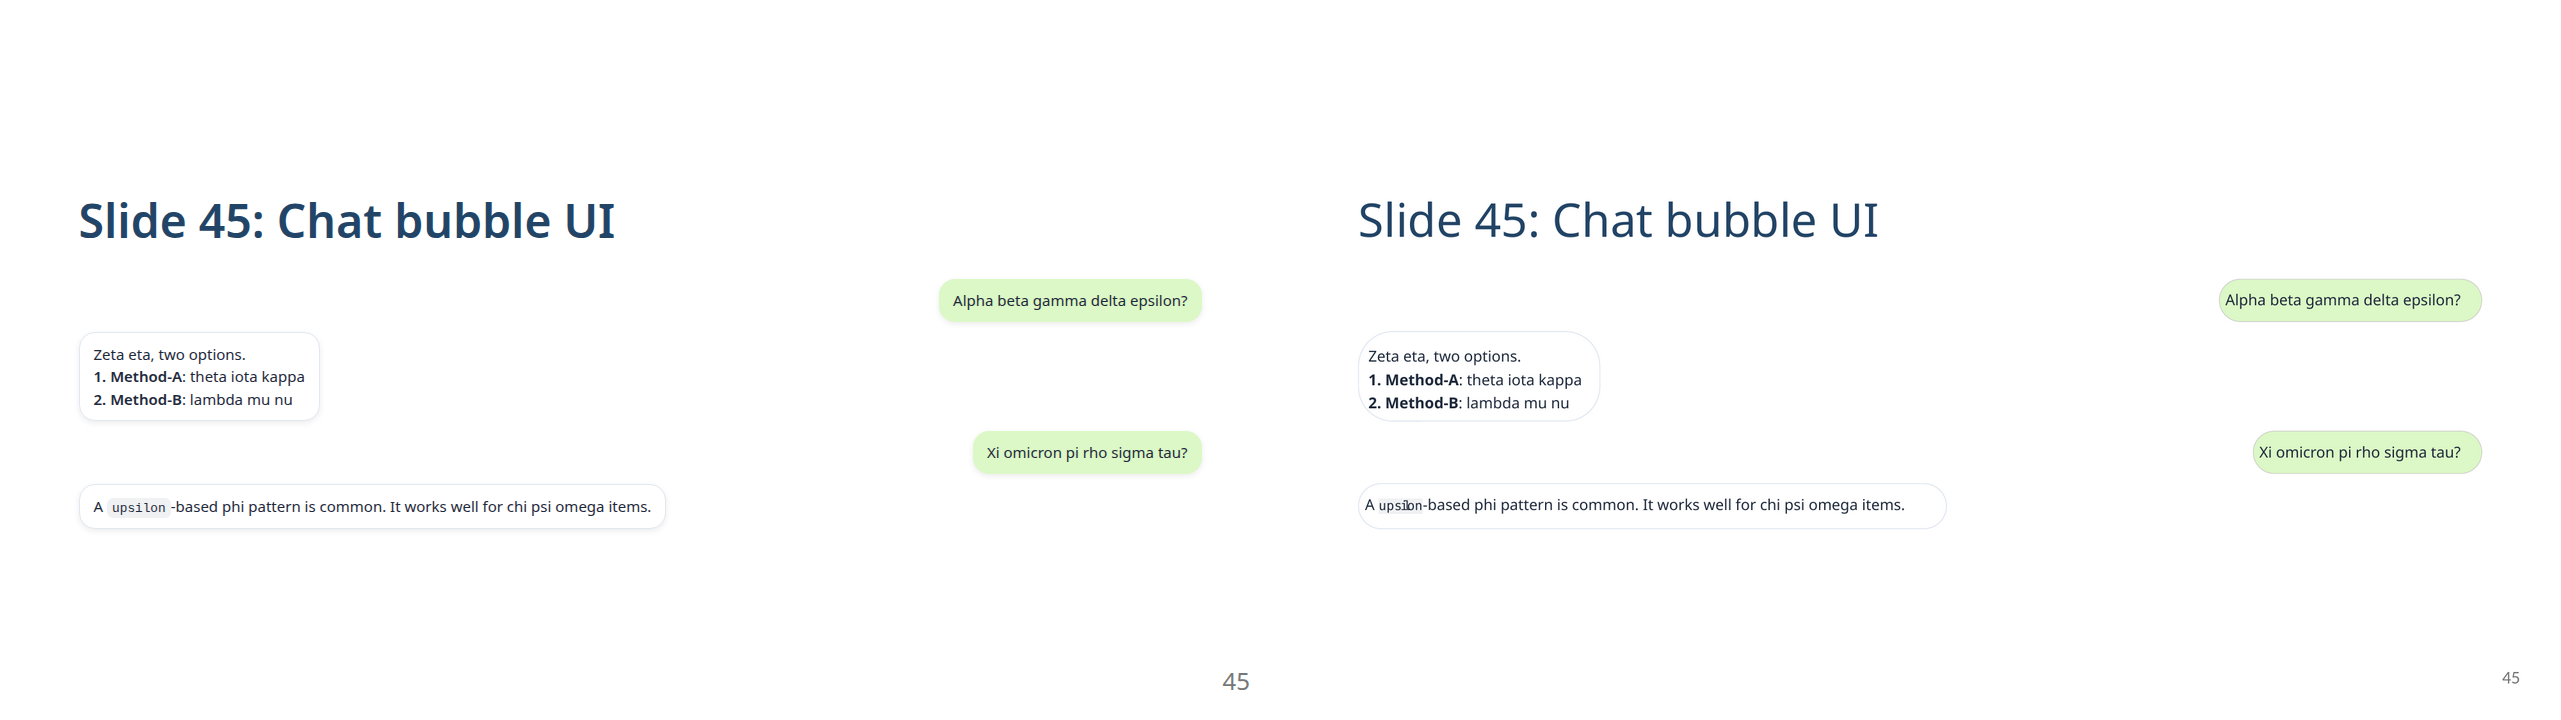 Slide 45: Chat bubble UI
Alpha beta gamma delta epsilon?
Zeta eta, two options.
1. Method-A: theta iota kappa
2. Method-B: lambda mu nu
Xi omicron pi rho sigma tau?
A upsilon-based phi pattern is common. It works well for chi psi omega items.
45
Slide 45: Chat bubble UI
Alpha beta gamma delta epsilon?
Zeta eta, two options.
1. Method-A: theta iota kappa
2. Method-B: lambda mu nu
Xi omicron pi rho sigma tau?
A upsilon-based phi pattern is common. It works well for chi psi omega items.
45